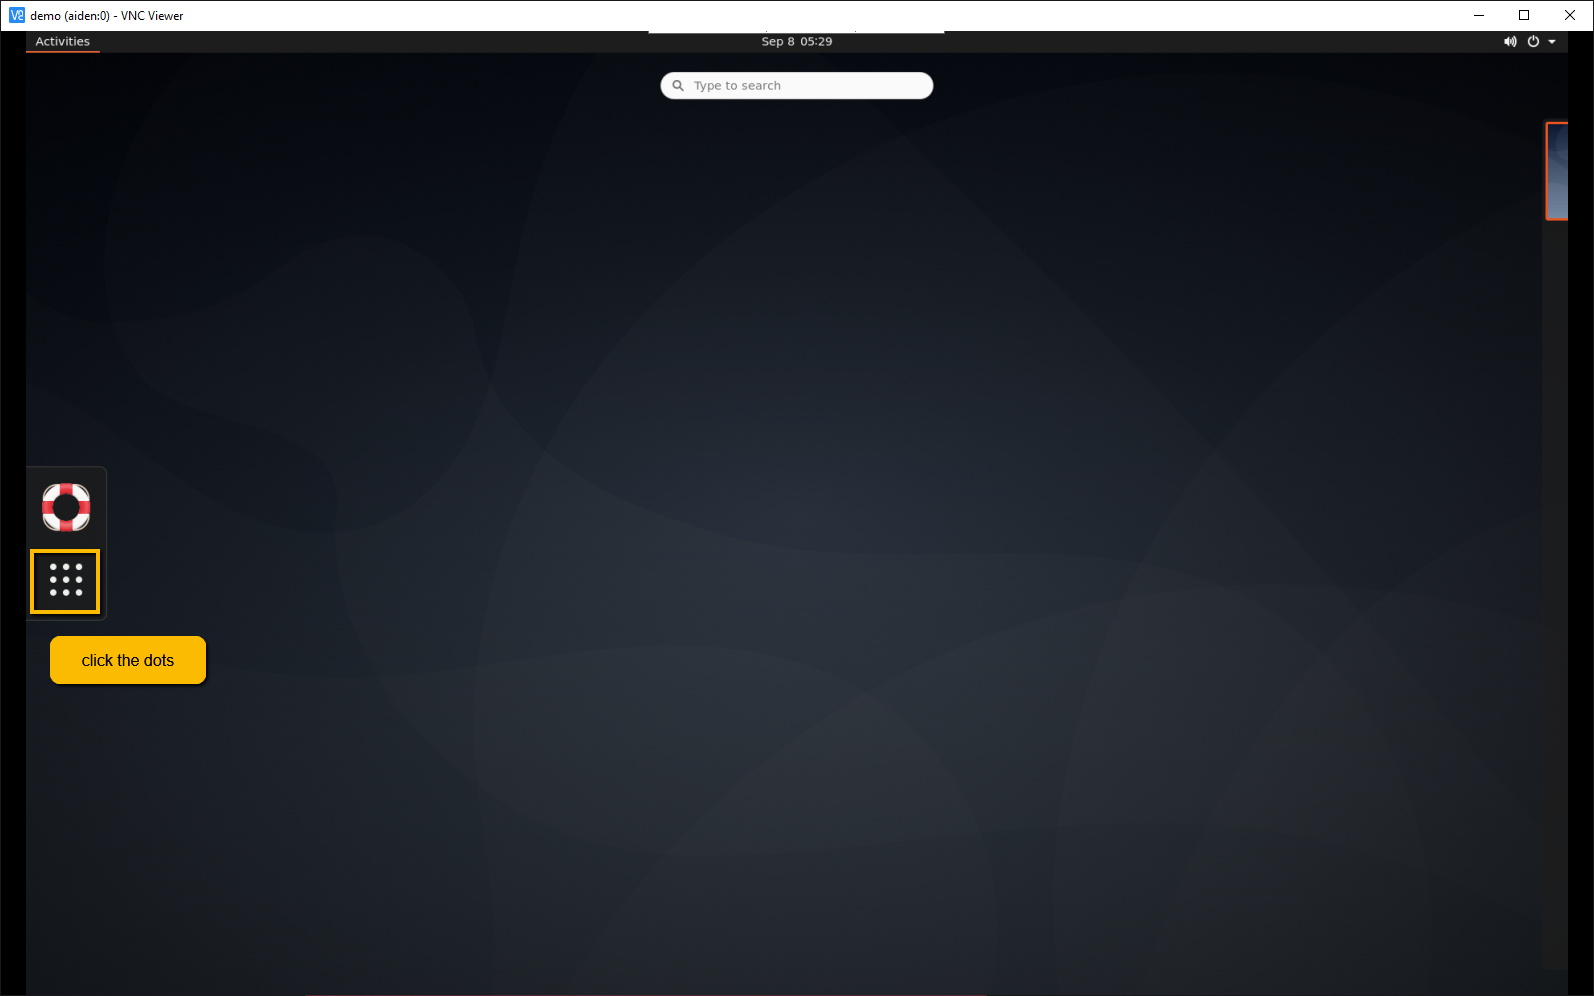 demo (aiden:0) - VNC Viewer
Activities
Sep 8 05:29
Type to search
click the dots